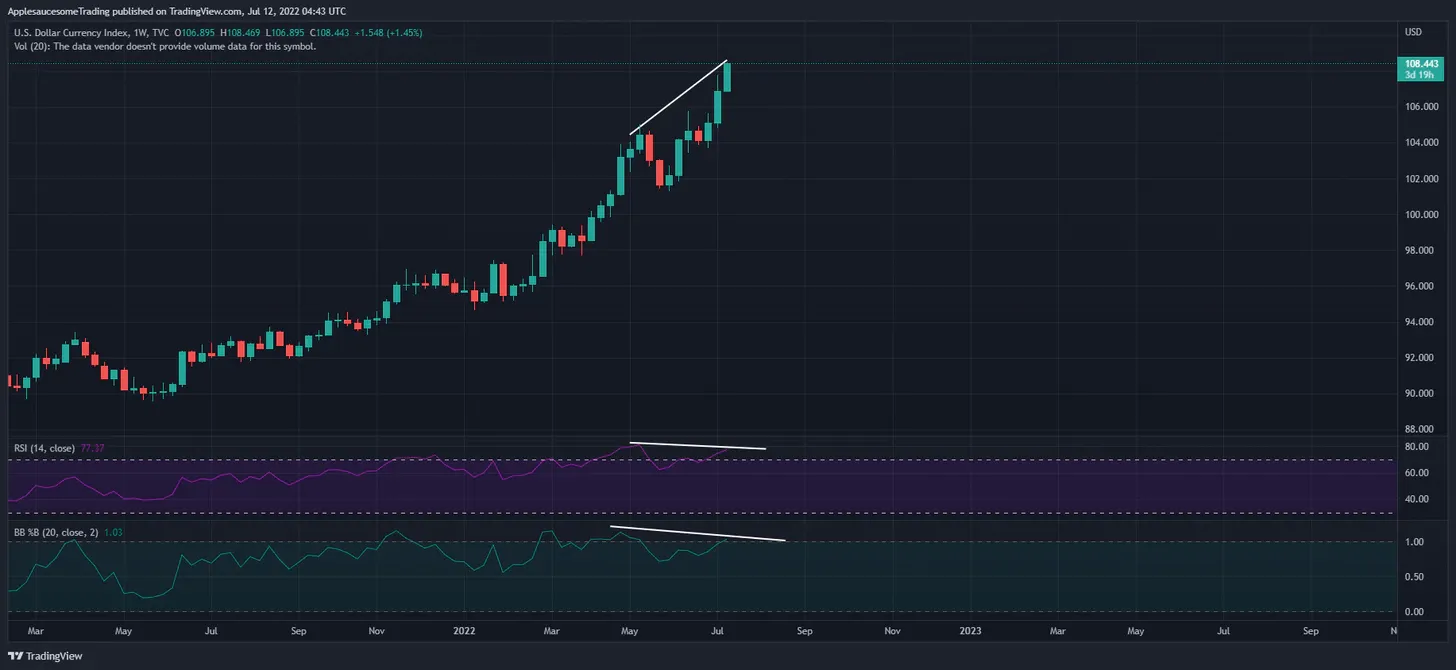 ApplesaucesomeTrading published on TradingView.com, Jul 12, 2022 04:43 UTC
U.S. Dollar Currency Index, 1W, TVC O106.895 H108.469 L106.895 C108.443 +1.548 (+1.45%)
Vol (20): The data vendor doesn't provide volume data for this symbol.
USD
108.443
3d 19h
106.000
104.000
102.000
100.000
98.000
96.000
94.000
92.000
90.000
88.000
RSI (14, close) 77.37
80.00
60.00
40.00
BB %B (20, close, 2) 1.03
1.00
0.50
0.00
Mar May Jul Sep Nov 2022 Mar May Jul Sep Nov 2023 Mar May Jul Sep N
TradingView